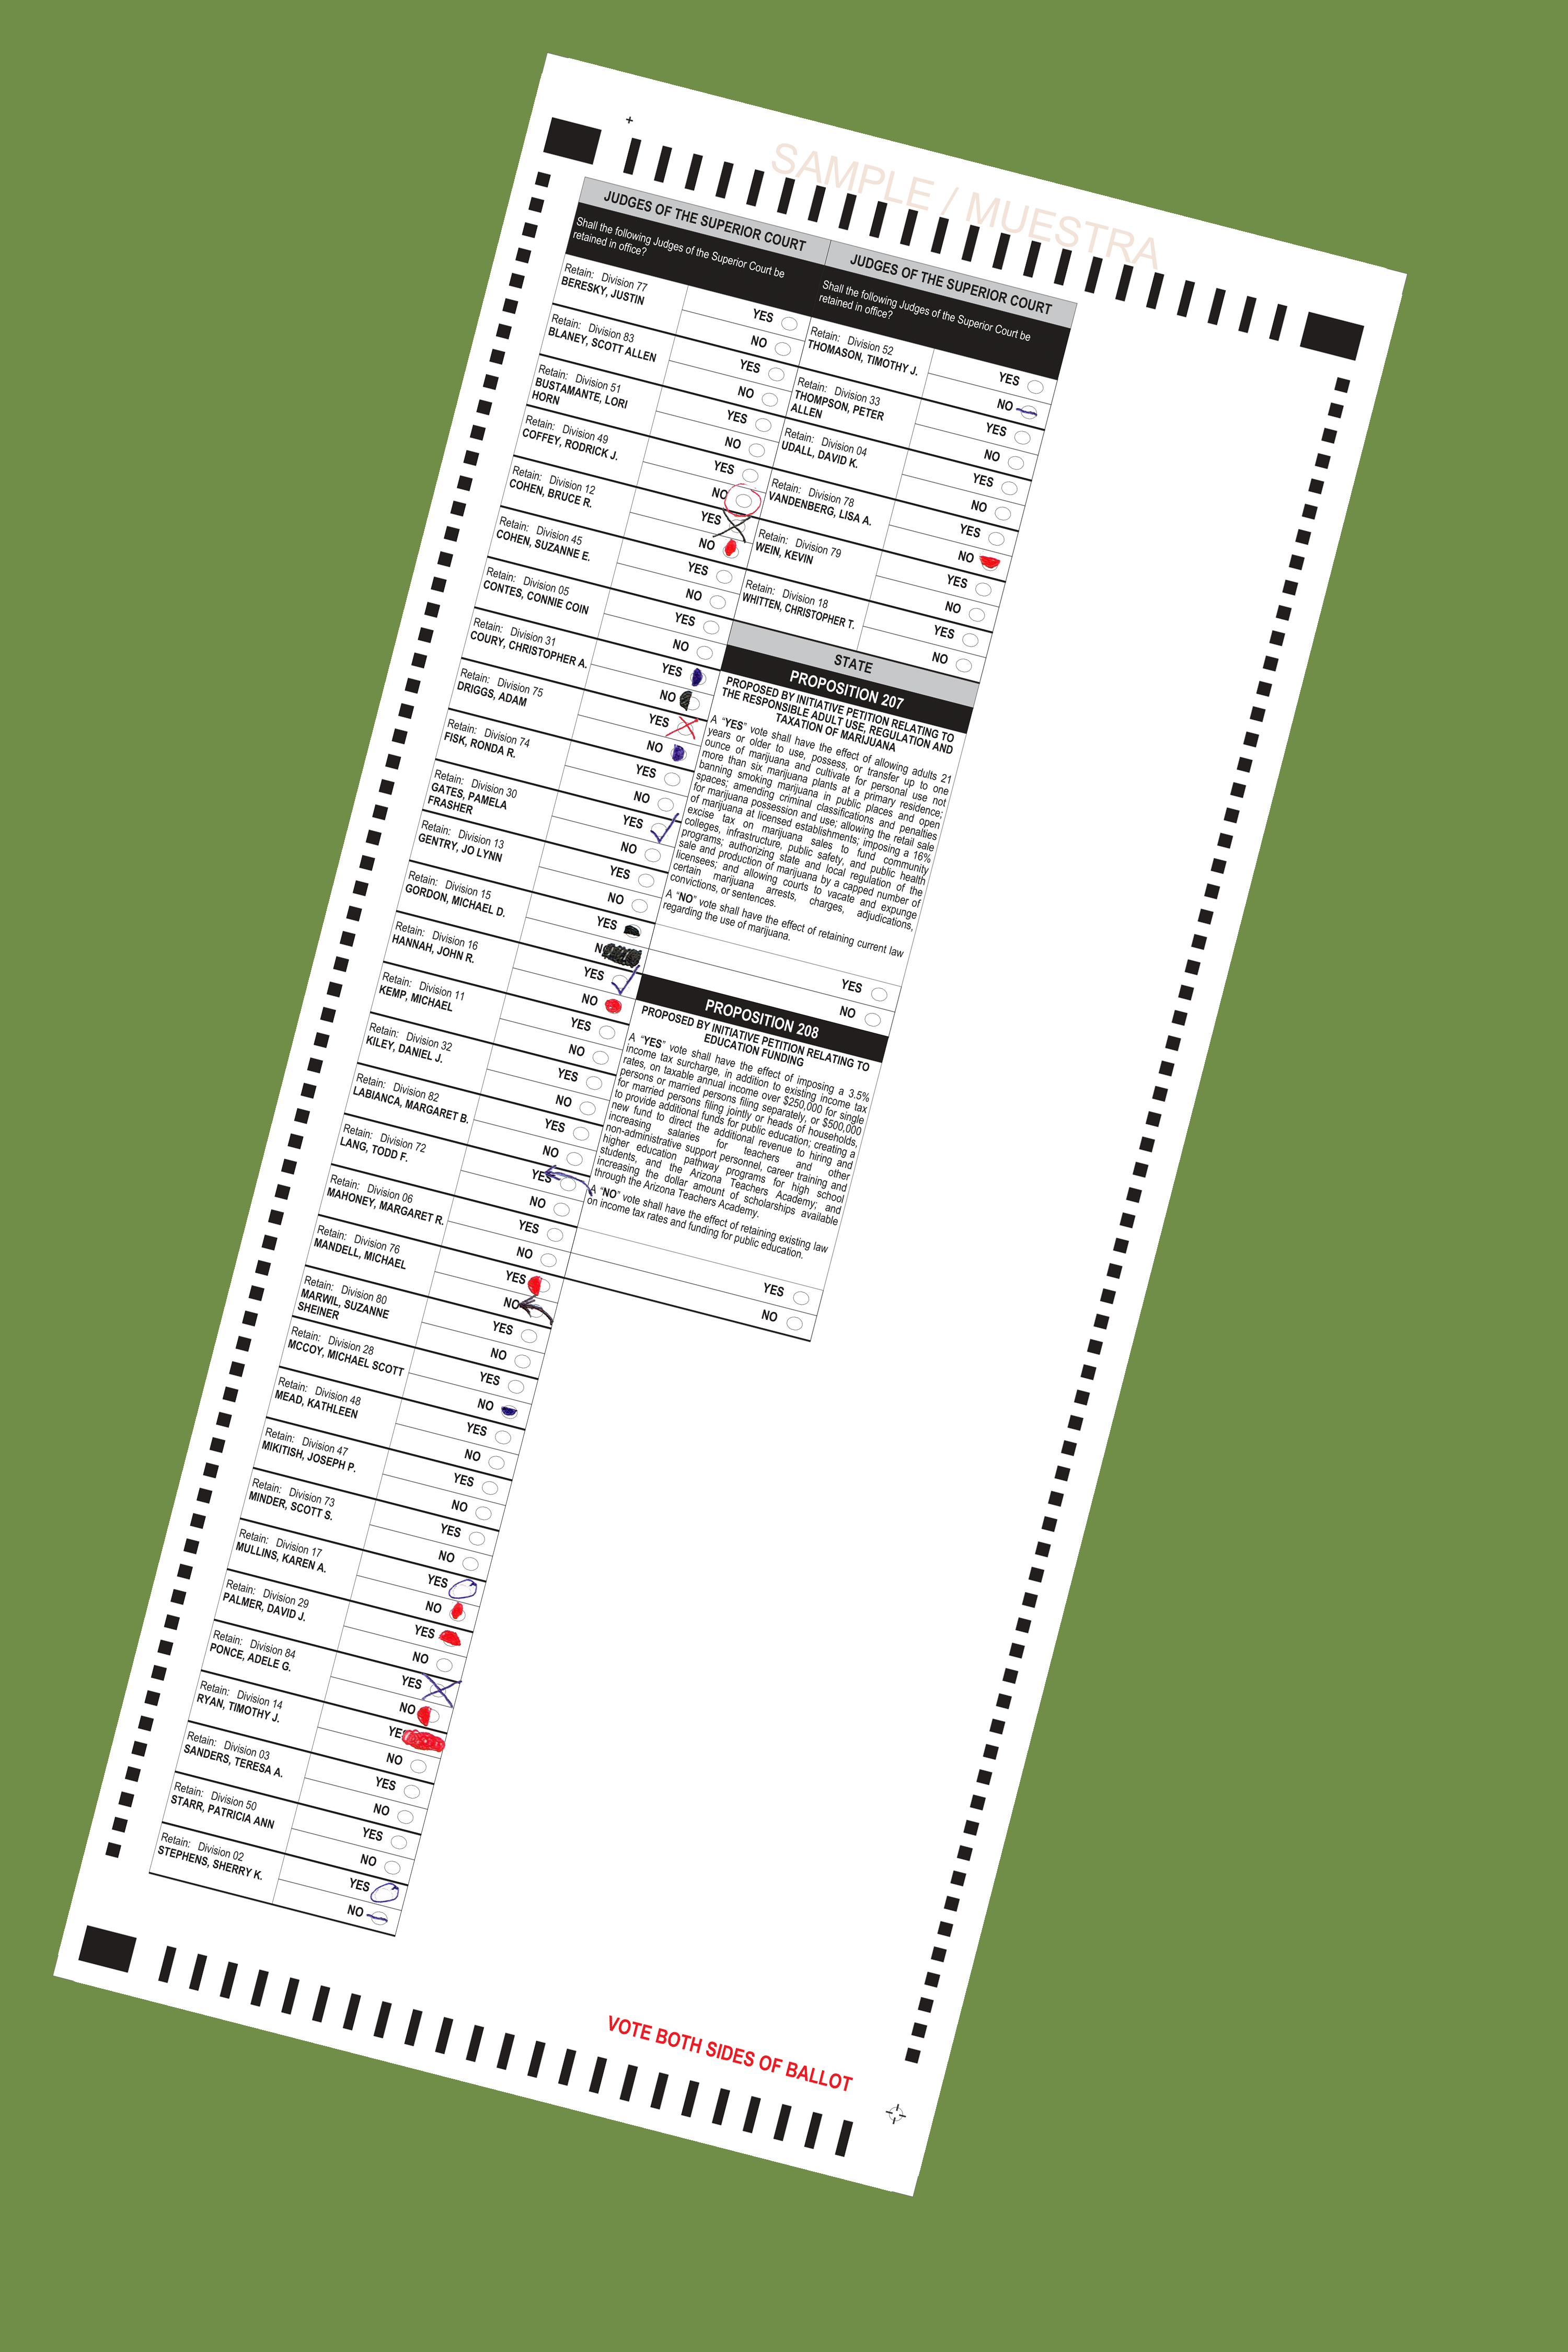 SAMPLE / MUESTRA
JUDGES OF THE SUPERIOR COURT
Shall the following Judges of the Superior Court be
retained in office?
Retain: Division 77
BERESKY, JUSTIN
YES
NO
Retain: Division 83
BLANEY, SCOTT ALLEN
YES
NO
Retain: Division 51
BUSTAMANTE, LORI
HORN
YES
NO
Retain: Division 49
COFFEY, RODRICK J.
YES
NO
Retain: Division 12
COHEN, BRUCE R.
YES
NO
Retain: Division 45
COHEN, SUZANNE E.
YES
NO
Retain: Division 05
CONTES, CONNIE COIN
YES
NO
Retain: Division 31
COURY, CHRISTOPHER A.
YES
NO
Retain: Division 75
DRIGGS, ADAM
YES
NO
Retain: Division 74
FISK, RONDA R.
YES
NO
Retain: Division 30
GATES, PAMELA
FRASHER
YES
NO
Retain: Division 13
GENTRY, JO LYNN
YES
NO
Retain: Division 15
GORDON, MICHAEL D.
YES
NO
Retain: Division 16
HANNAH, JOHN R.
YES
NO
Retain: Division 11
KEMP, MICHAEL
YES
NO
Retain: Division 32
KILEY, DANIEL J.
YES
NO
Retain: Division 82
LABIANCA, MARGARET B.
YES
NO
Retain: Division 72
LANG, TODD F.
YES
NO
Retain: Division 06
MAHONEY, MARGARET R.
YES
NO
Retain: Division 76
MANDELL, MICHAEL
YES
NO
Retain: Division 80
MARWIL, SUZANNE
SHEINER
YES
NO
Retain: Division 28
MCCOY, MICHAEL SCOTT
YES
NO
Retain: Division 48
MEAD, KATHLEEN
YES
NO
Retain: Division 47
MIKITISH, JOSEPH P.
YES
NO
Retain: Division 73
MINDER, SCOTT S.
YES
NO
Retain: Division 17
MULLINS, KAREN A.
YES
NO
Retain: Division 29
PALMER, DAVID J.
YES
NO
Retain: Division 84
PONCE, ADELE G.
YES
NO
Retain: Division 14
RYAN, TIMOTHY J.
YES
NO
Retain: Division 03
SANDERS, TERESA A.
YES
NO
Retain: Division 50
STARR, PATRICIA ANN
YES
NO
Retain: Division 02
STEPHENS, SHERRY K.
YES
NO
JUDGES OF THE SUPERIOR COURT
Shall the following Judges of the Superior Court be
retained in office?
Retain: Division 52
THOMASON, TIMOTHY J.
YES
NO
Retain: Division 33
THOMPSON, PETER
ALLEN
YES
NO
Retain: Division 04
UDALL, DAVID K.
YES
NO
Retain: Division 78
VANDENBERG, LISA A.
YES
NO
Retain: Division 79
WEIN, KEVIN
YES
NO
Retain: Division 18
WHITTEN, CHRISTOPHER T.
YES
NO
STATE
PROPOSITION 207
PROPOSED BY INITIATIVE PETITION RELATING TO
THE RESPONSIBLE ADULT USE, REGULATION AND
TAXATION OF MARIJUANA
A “YES” vote shall have the effect of allowing adults 21
years or older to use, possess, or transfer up to one
ounce of marijuana and cultivate for personal use not
more than six marijuana plants at a primary residence;
banning smoking marijuana in public places and open
spaces; amending criminal classifications and penalties
for marijuana possession and use; allowing the retail sale
of marijuana at licensed establishments; imposing a 16%
excise tax on marijuana sales to fund community
colleges, infrastructure, public safety, and public health
programs; authorizing state and local regulation of the
sale and production of marijuana by a capped number of
licensees; and allowing courts to vacate and expunge
certain marijuana arrests, charges, adjudications,
convictions, or sentences.
A “NO” vote shall have the effect of retaining current law
regarding the use of marijuana.
YES
NO
PROPOSITION 208
PROPOSED BY INITIATIVE PETITION RELATING TO
EDUCATION FUNDING
A “YES” vote shall have the effect of imposing a 3.5%
income tax surcharge, in addition to existing income tax
rates, on taxable annual income over $250,000 for single
persons or married persons filing separately, or $500,000
for married persons filing jointly or heads of households,
to provide additional funds for public education; creating a
new fund to direct the additional revenue to hiring and
increasing salaries for teachers and other
non-administrative support personnel, career training and
higher education pathway programs for high school
students, and the Arizona Teachers Academy; and
increasing the dollar amount of scholarships available
through the Arizona Teachers Academy.
A “NO” vote shall have the effect of retaining existing law
on income tax rates and funding for public education.
YES
NO
VOTE BOTH SIDES OF BALLOT